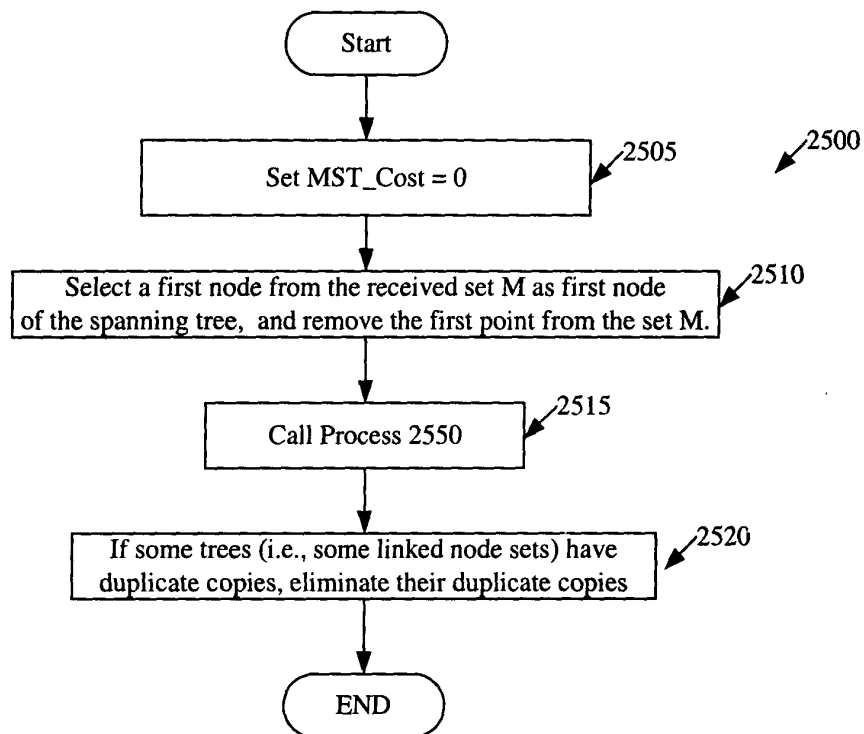 Start
Set MST_Cost = 0
2505
2500
Select a first node from the received set M as first node
of the spanning tree, and remove the first point from the set M.
2510
Call Process 2550
2515
If some trees (i.e., some linked node sets) have
duplicate copies, eliminate their duplicate copies
2520
END